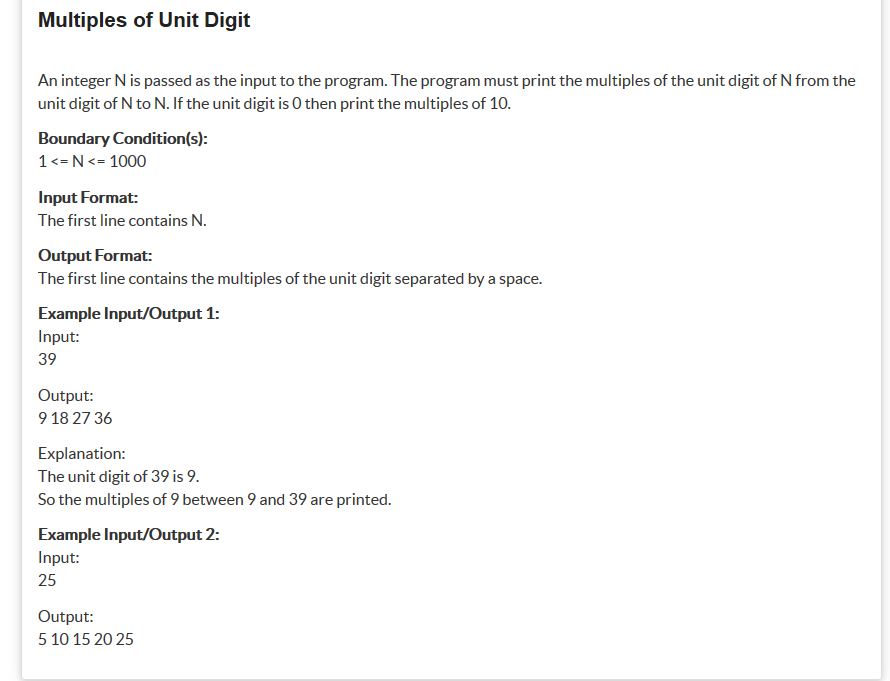 Multiples of Unit Digit
An integer N is passed as the input to the program. The program must print the multiples of the unit digit of N from the
unit digit of N to N. If the unit digit is 0 then print the multiples of 10.
Boundary Condition(s):
1 <= N <= 1000
Input Format:
The first line contains N.
Output Format:
The first line contains the multiples of the unit digit separated by a space.
Example Input/Output 1:
Input:
39
Output:
9 18 27 36
Explanation:
The unit digit of 39 is 9.
So the multiples of 9 between 9 and 39 are printed.
Example Input/Output 2:
Input:
25
Output:
5 10 15 20 25